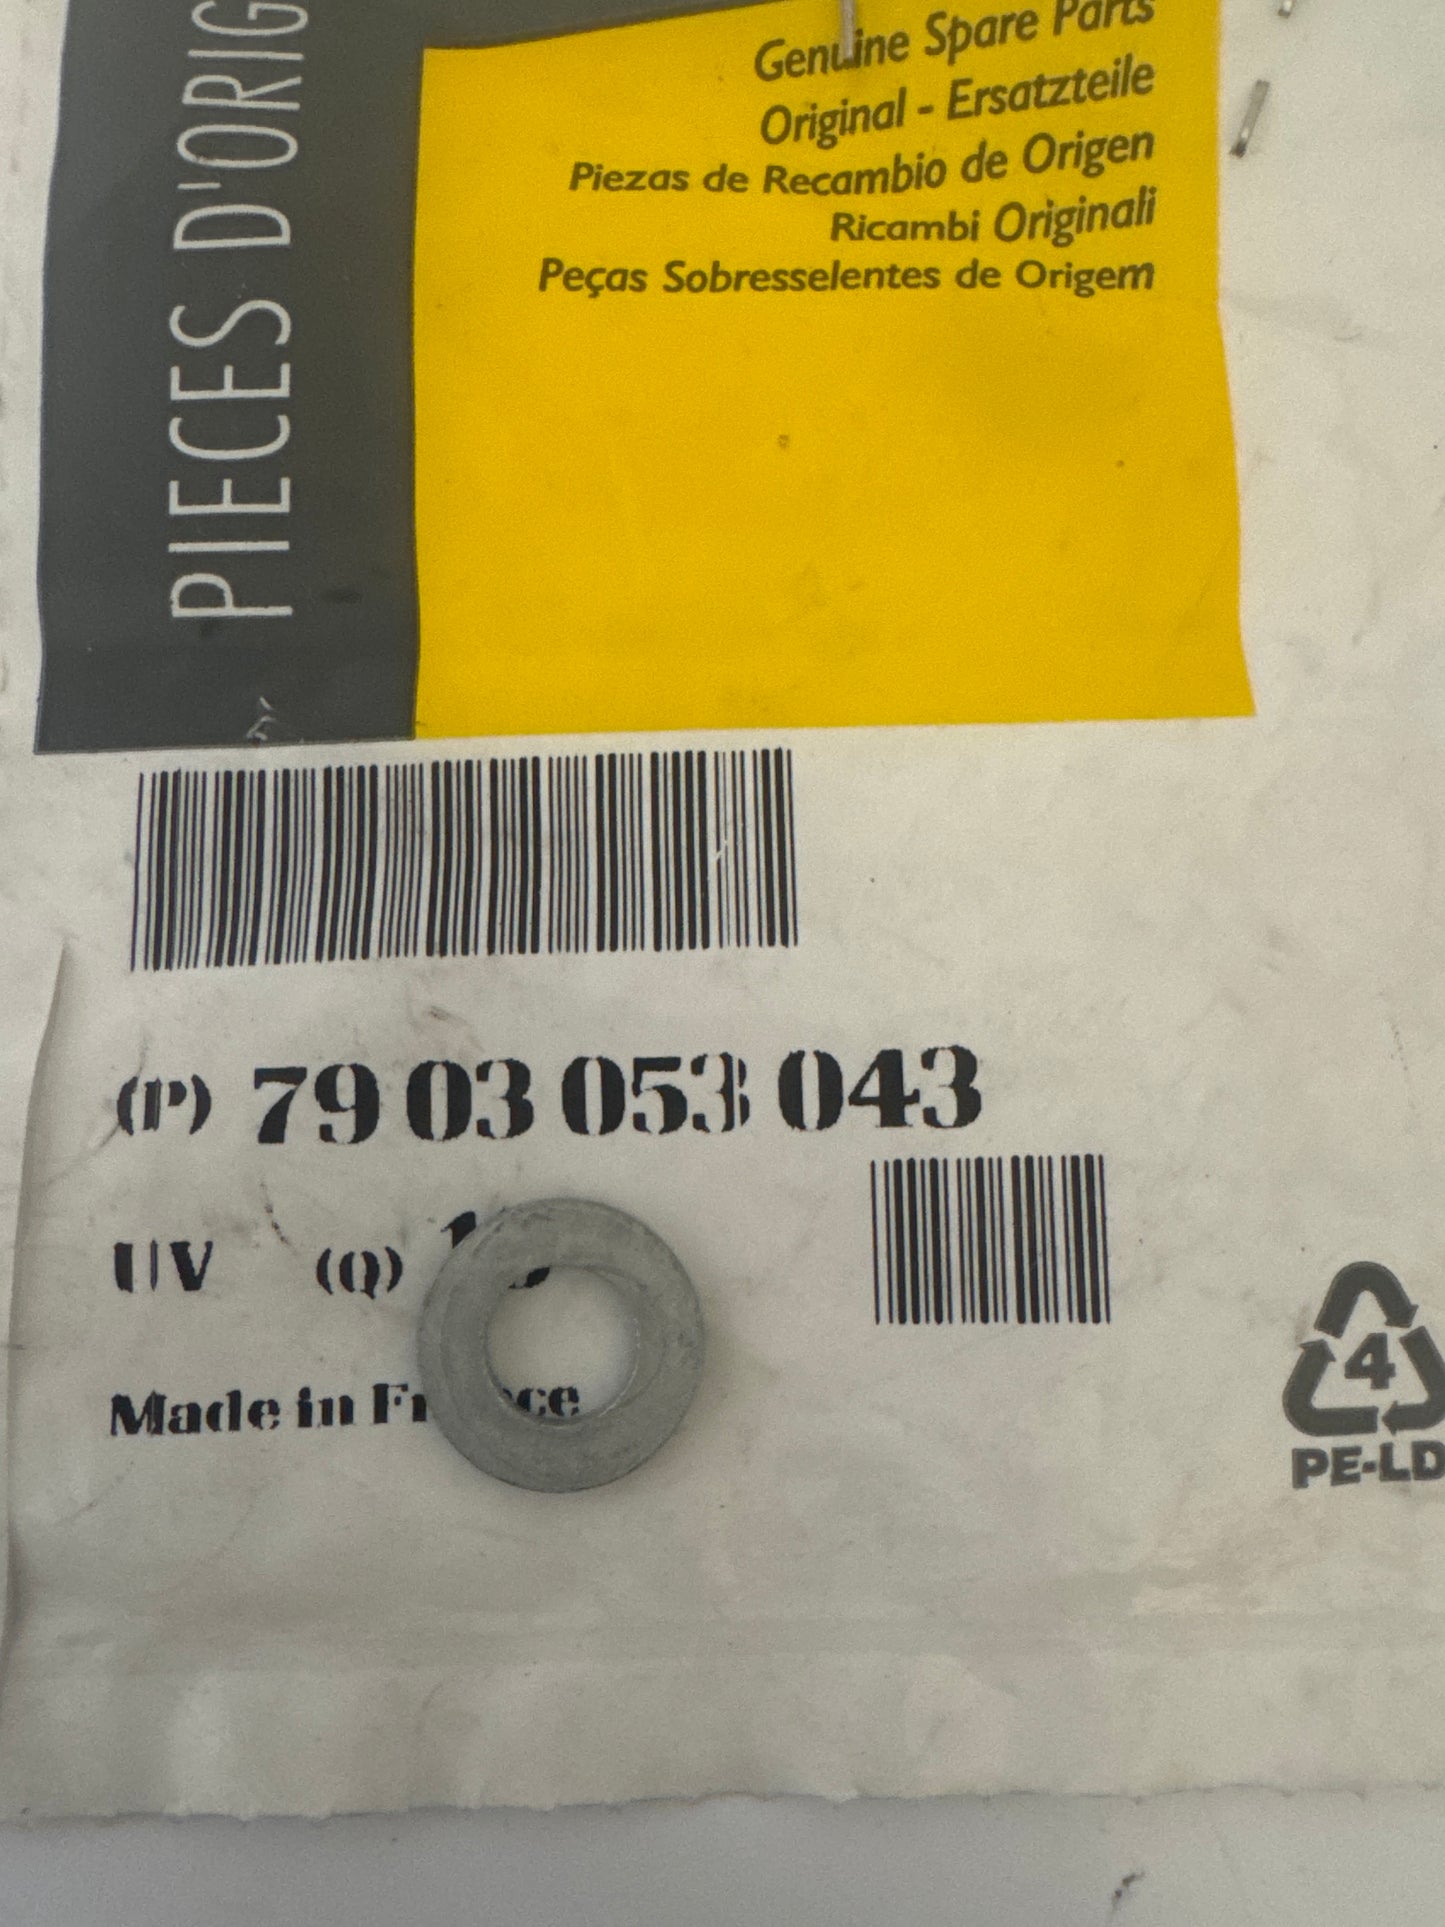 PIECES D'ORIG
Genuine Spare Parts
Original - Ersatzteile
Piezas de Recambio de Origen
Ricambi Originali
Peças Sobresselentes de Origem
(P) 79 03 053 043
UV (Q)
Made in
4
PE-LD